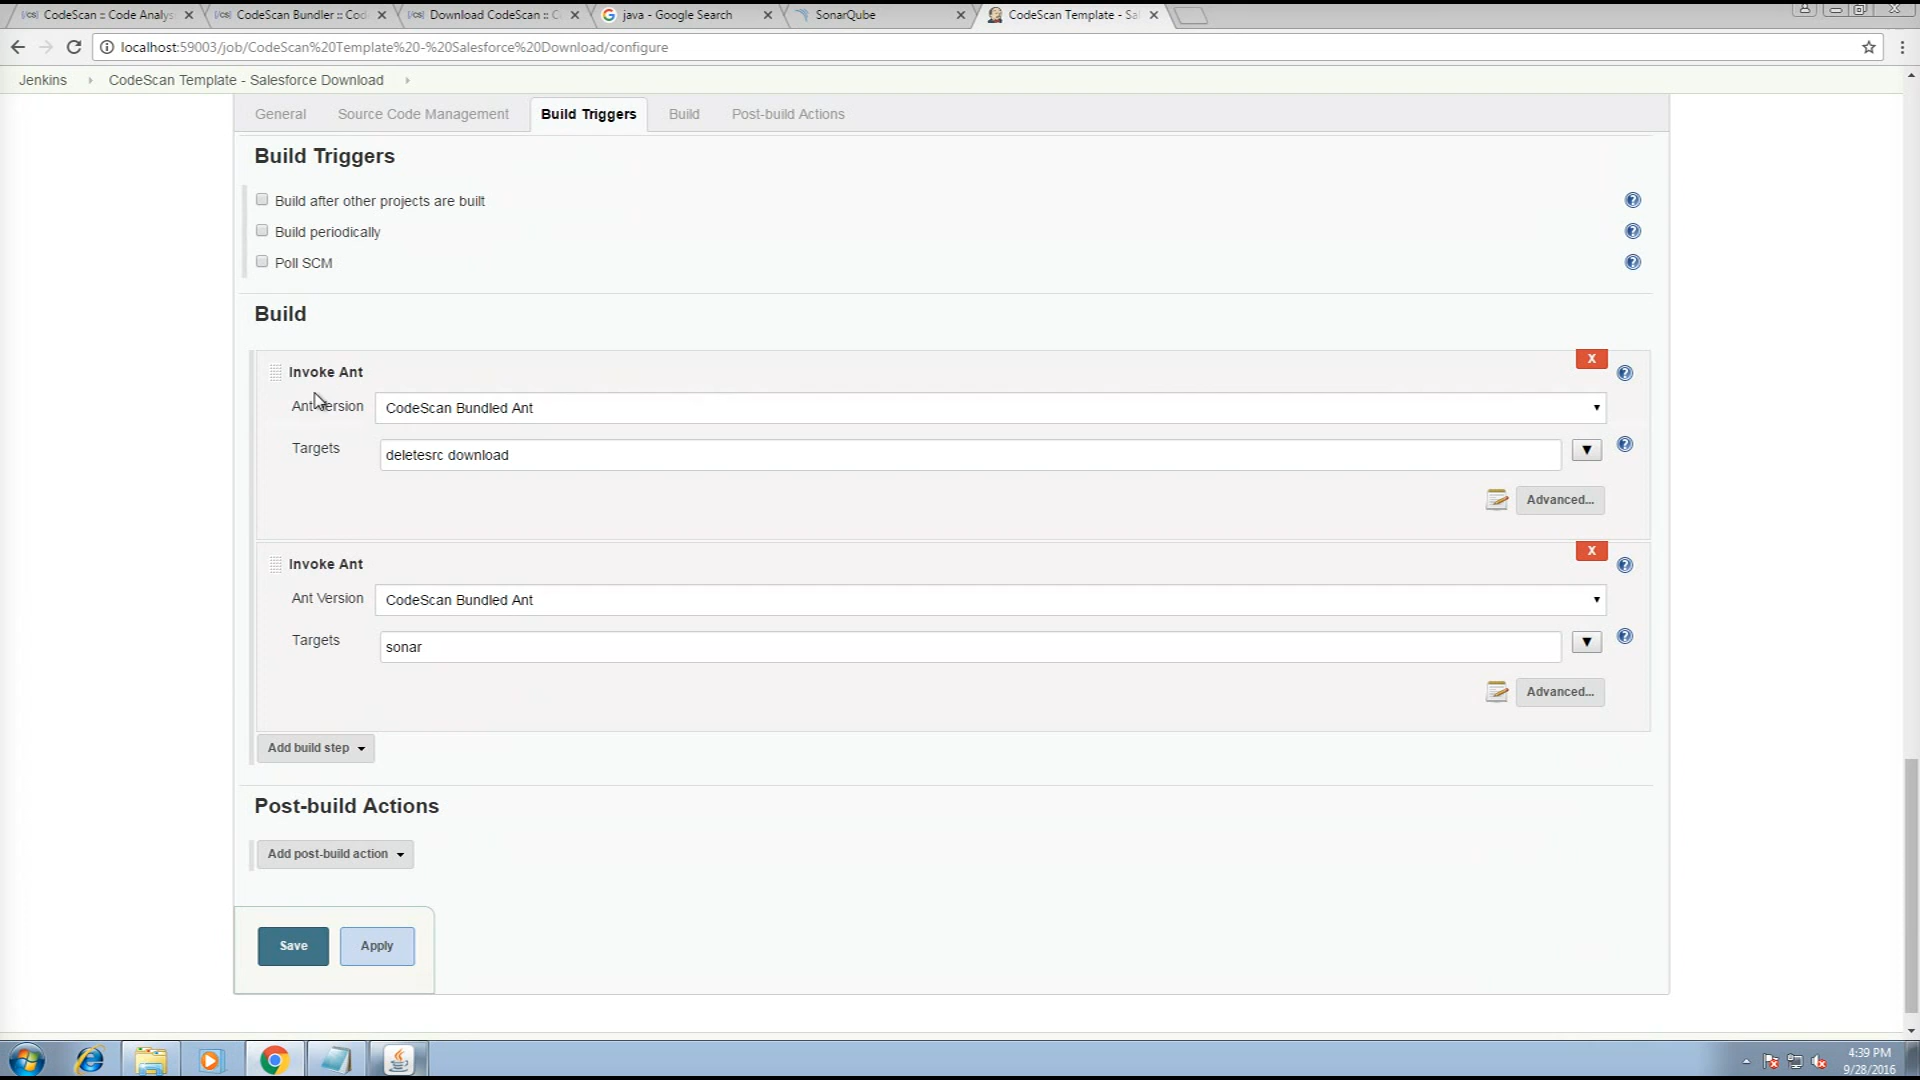 CodeScan :: Code Analys
CodeScan Bundler :: Cod
Download CodeScan :: C
java - Google Search
SonarQube
CodeScan Template - Sa
localhost:59003/job/CodeScan%20Template%20-%20Salesforce%20Download/configure
Jenkins
CodeScan Template - Salesforce Download
General
Source Code Management
Build Triggers
Build
Post-build Actions
Build Triggers
Build after other projects are built
Build periodically
Poll SCM
Build
X
Invoke Ant
Ant Version
CodeScan Bundled Ant
Targets
deletesrc download
Advanced...
X
Invoke Ant
Ant Version
CodeScan Bundled Ant
Targets
sonar
Advanced...
Add build step
Post-build Actions
Add post-build action
Save
Apply
4:39 PM
9/28/2016